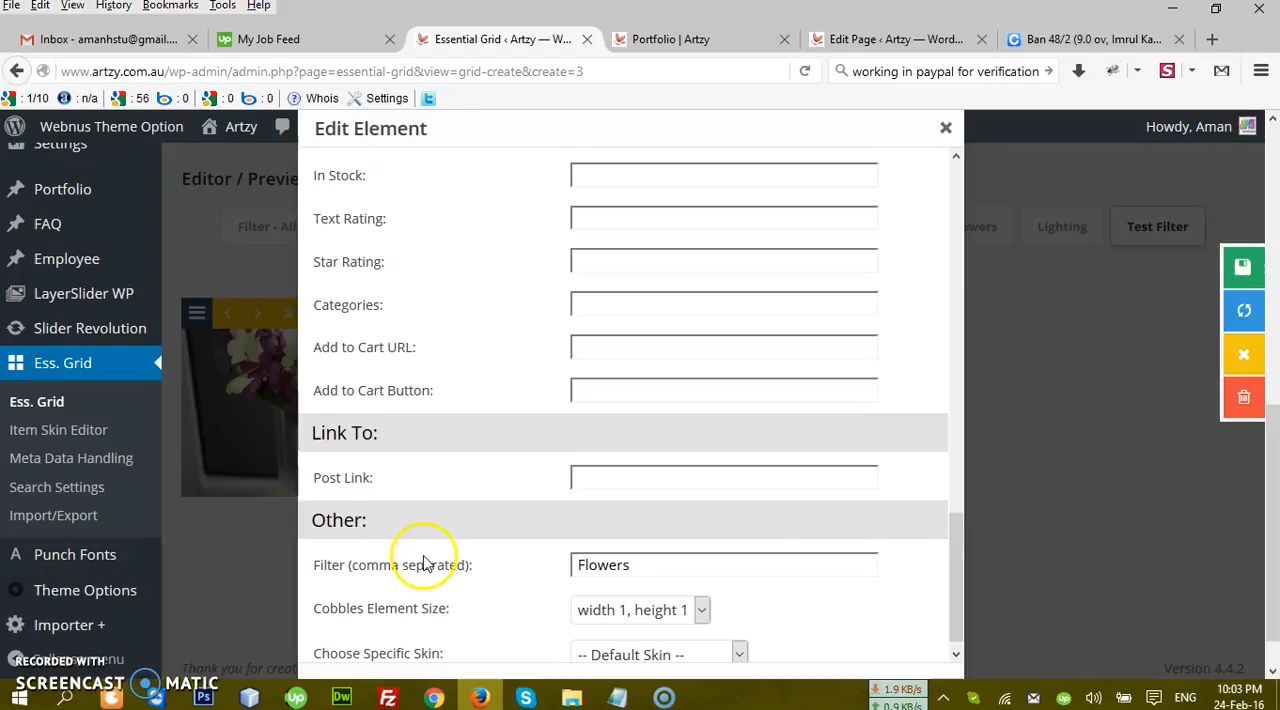 File Edit View History Bookmarks Tools Help
Inbox - amanhstu@gmail....
My Job Feed
Essential Grid ‹ Artzy — W...
Portfolio | Artzy
Edit Page ‹ Artzy — Word...
Ban 48/2 (9.0 ov, Imrul Ka...
www.artzy.com.au/wp-admin/admin.php?page=essential-grid&view=grid-create&create=3
working in paypal for verification
:1/10 : n/a : 56 : 0 : 0 : 0 Whois Settings
Webnus Theme Option Artzy
Howdy, Aman
Edit Element
Settings
Portfolio
FAQ
Employee
LayerSlider WP
Slider Revolution
Ess. Grid
Ess. Grid
Item Skin Editor
Meta Data Handling
Search Settings
Import/Export
Punch Fonts
Theme Options
Importer +
Collapse menu
Editor / Previe
Filter - All
Lighting
Test Filter
In Stock:
Text Rating:
Star Rating:
Categories:
Add to Cart URL:
Add to Cart Button:
Link To:
Post Link:
Other:
Filter (comma separated): Flowers
Cobbles Element Size: width 1, height 1
Choose Specific Skin: -- Default Skin --
Thank you for creat
Version 4.4.2
RECORDED WITH
SCREENCAST MATIC
1.9 KB/s
0.9 KB/s
ENG
10:03 PM
24-Feb-16